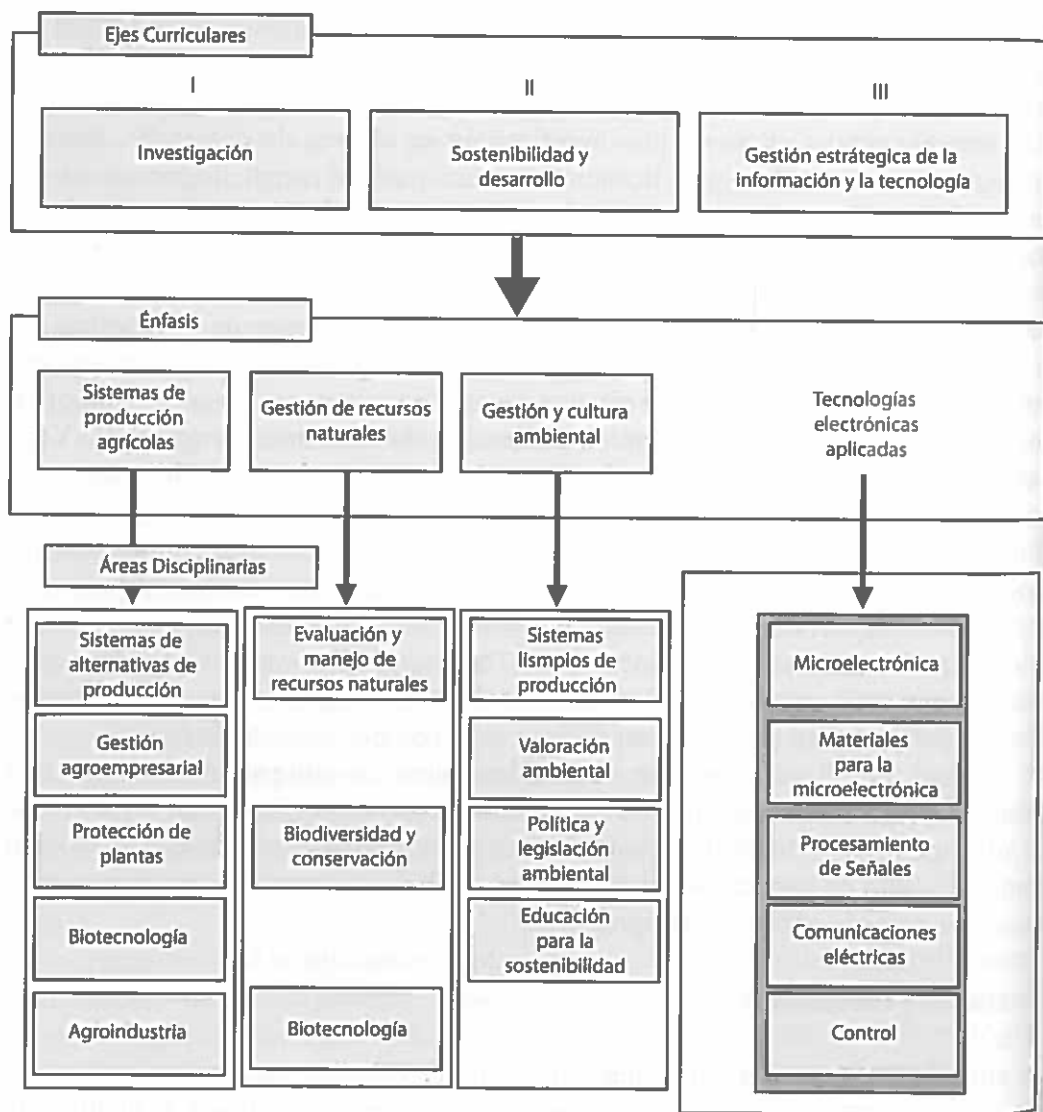 Ejes Curriculares
I
II
III
Investigación
Sostenibilidad y
desarrollo
Gestión estrátegica de la
información y la tecnología
Énfasis
Sistemas de
producción
agrícolas
Gestión de recursos
naturales
Gestión y cultura
ambiental
Tecnologías
electrónicas
aplicadas
Áreas Disciplinarias
Sistemas de
alternativas de
producción
Gestión
agroempresarial
Protección de
plantas
Biotecnología
Agroindustria
Evaluación y
manejo de
recursos naturales
Biodiversidad y
conservación
Biotecnología
Sistemas
lismplos de
producción
Valoración
ambiental
Política y
legislación
ambiental
Educación
para la
sostenibilidad
Microelectrónica
Materiales
para la
microelectrónica
Procesamiento
de Señales
Comunicaciones
eléctricas
Control